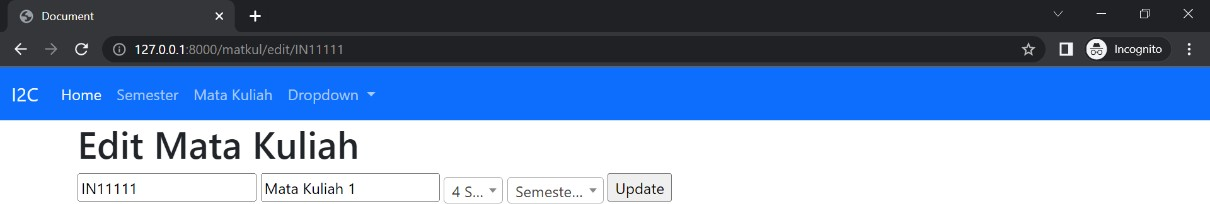 Document
127.0.0.1:8000/matkul/edit/IN11111
Incognito
I2C Home Semester Mata Kuliah Dropdown
Edit Mata Kuliah
IN11111 Mata Kuliah 1 4 S... Semeste... Update